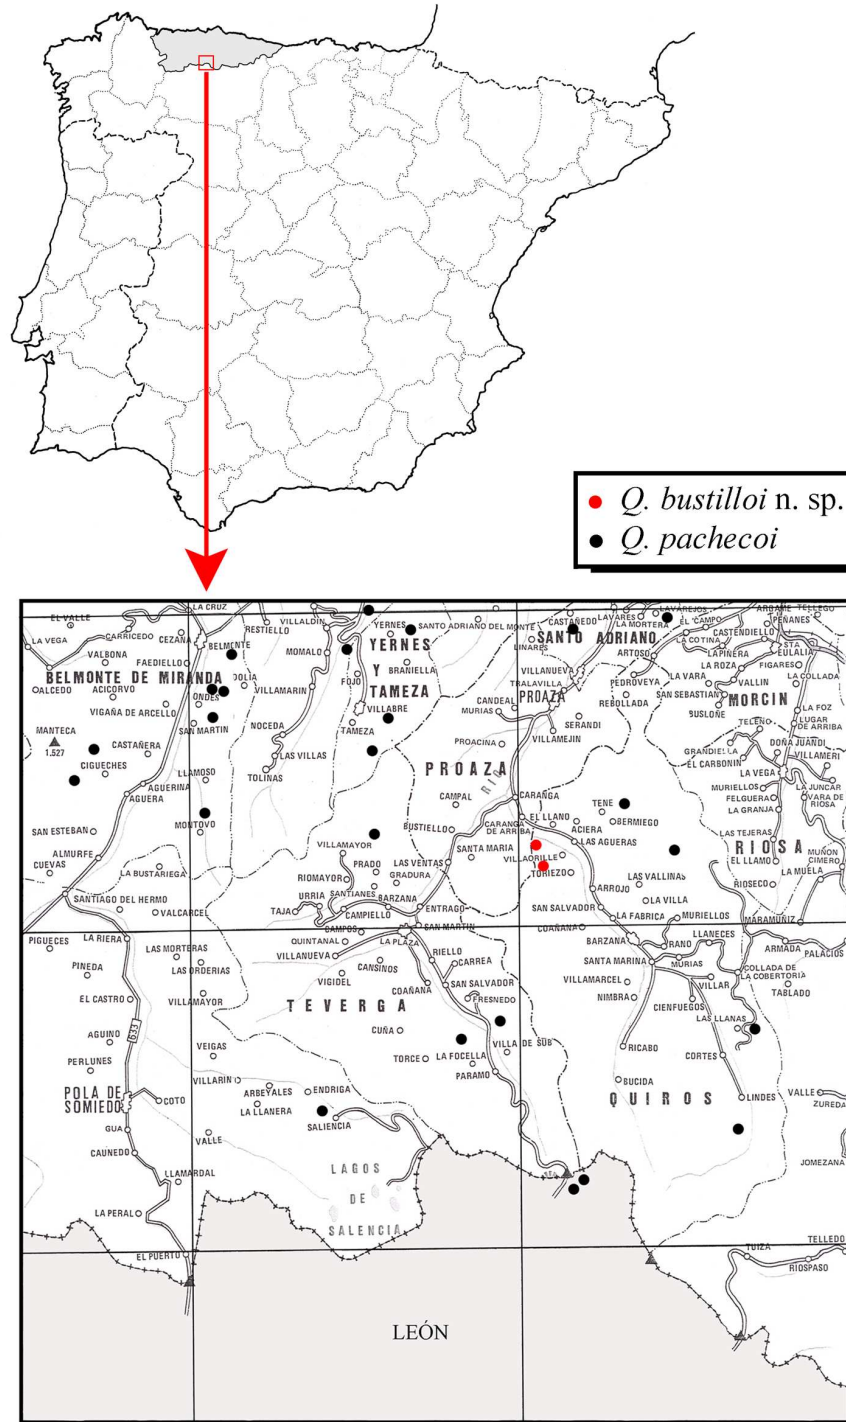 Q. bustilloi n. sp.
Q. pachecoi
LA CRUZ
EL VALLE
CARRICEDO
CEZANA
LA VEGA
VALBONA
FAEDIELLO
BELMONTE
BELMONTE DE MIRANDA
ALCEDO
ACICORVO
ONDES
VIGAÑA DE ARCELLO
SAN MARTIN
MANTECA
1.527
CASTAÑERA
CIGUECHES
AGUERINA
AGUERA
LLAMOSO
SAN ESTEBAN
MONTOVO
ALMURFE
CUEVAS
LA BUSTARIEGA
SANTIAGO DEL HERMO
VALCARCEL
RESTIELLO
VILLALDIN
MOMALO
VILLAMARIN
NOCEDA
LAS VILLAS
TOLINAS
YERNES
YERNES
Y
TAMEZA
BRANIELLA
FOJO
VILLABRE
TAMEZA
SANTO ADRIANO DEL MONTE
LINARES
CASTAÑEDO
SANTO ADRIANO
LAVARES
LA MORTERA
LAVAREJOS
EL CAMPO
ARTOSO
LA COTINA
CASTENDIELLO
LAPIÑERA
PEÑANES
TELLEGO
STA
EULALIA
FIGARES
LA COLLADA
LA ROZA
LA VARA
VALLIN
SAN SEBASTIAN
MORCIN
BUSLOÑE
PEDROVEYA
REBOLLADA
VILLANUEVA
TRALAVILLA
PROAZA
CANDEAL
MURIAS
SERANDI
VILLAMEJIN
PROACINA
PROAZA
RIO
CAMPAL
CARANGA
CARANGA
DE ARRIBA
EL LLANO
BUSTIELLO
TENE
BERMIEGO
ACIERA
LAS AGUERAS
LA FOZ
LUGAR
DE ARRIBA
TELENO
DOÑA JUANDI
GRANDIELLA
EL CARBONIN
VILLAMERI
LA VEGA
MURIELLOS
FELGUERA
LA GRANJA
LA JUNCAR
VARA DE
RIOSA
LAS TEJERAS
RIOSA
EL LLAMO
MUÑON
CIMERO
LA MUELA
RIOSECO
MARAMUÑIZ
VILLAMAYOR
PRADO
RIOMAYOR
GRADURA
SANTIANES
URRIA
TAJA
CAMPIELLO
BARZANA
ENTRAGO
LAS VENTAS
SANTA MARIA
VILLAORILLE
TORIEZO
ARROJO
LAS VALLINAS
LA VILLA
SAN SALVADOR
LA FABRICA
MURIELLOS
COAÑANA
BARZANA
RANO
LLANECES
SANTA MARINA
MURIAS
VILLAR
ARMADA
PALACIOS
COLLADA DE
LA COBERTORIA
TABLADO
VILLAMARCEL
NIMBRA
CIENFUEGOS
LAS LLANAS
RICABO
CORTES
BUCIDA
QUIROS
LINDES
VALLE
ZUREDA
JOMEZANA
CAMPOS
QUINTANAL
LA PLAZA
SAN MARTIN
VILLANUEVA
CANSINOS
VIGIDEL
RIELLO
CARREA
COAÑANA
SAN SALVADOR
FRESNEDO
TEVERGA
CUÑA
TORCE
LA FOCELLA
VILLA DE SUB
PARAMO
PIGUECES
LA RIERA
LAS MORTERAS
LAS ORDERIAS
PINEDA
EL CASTRO
VILLAMAYOR
633
AGUINO
PERLUNES
VEIGAS
POLA DE
SOMIEDO
COTO
VILLARIN
ARBEYALES
LA LLANERA
ENDRIGA
SALIENCIA
GUA
VALLE
CAUNEDO
LLAMARDAL
LA PERAL
EL PUERTO
LAGOS
DE
SALENCIA
TUIZA
TELLEDO
RIOSPASO
LEÓN